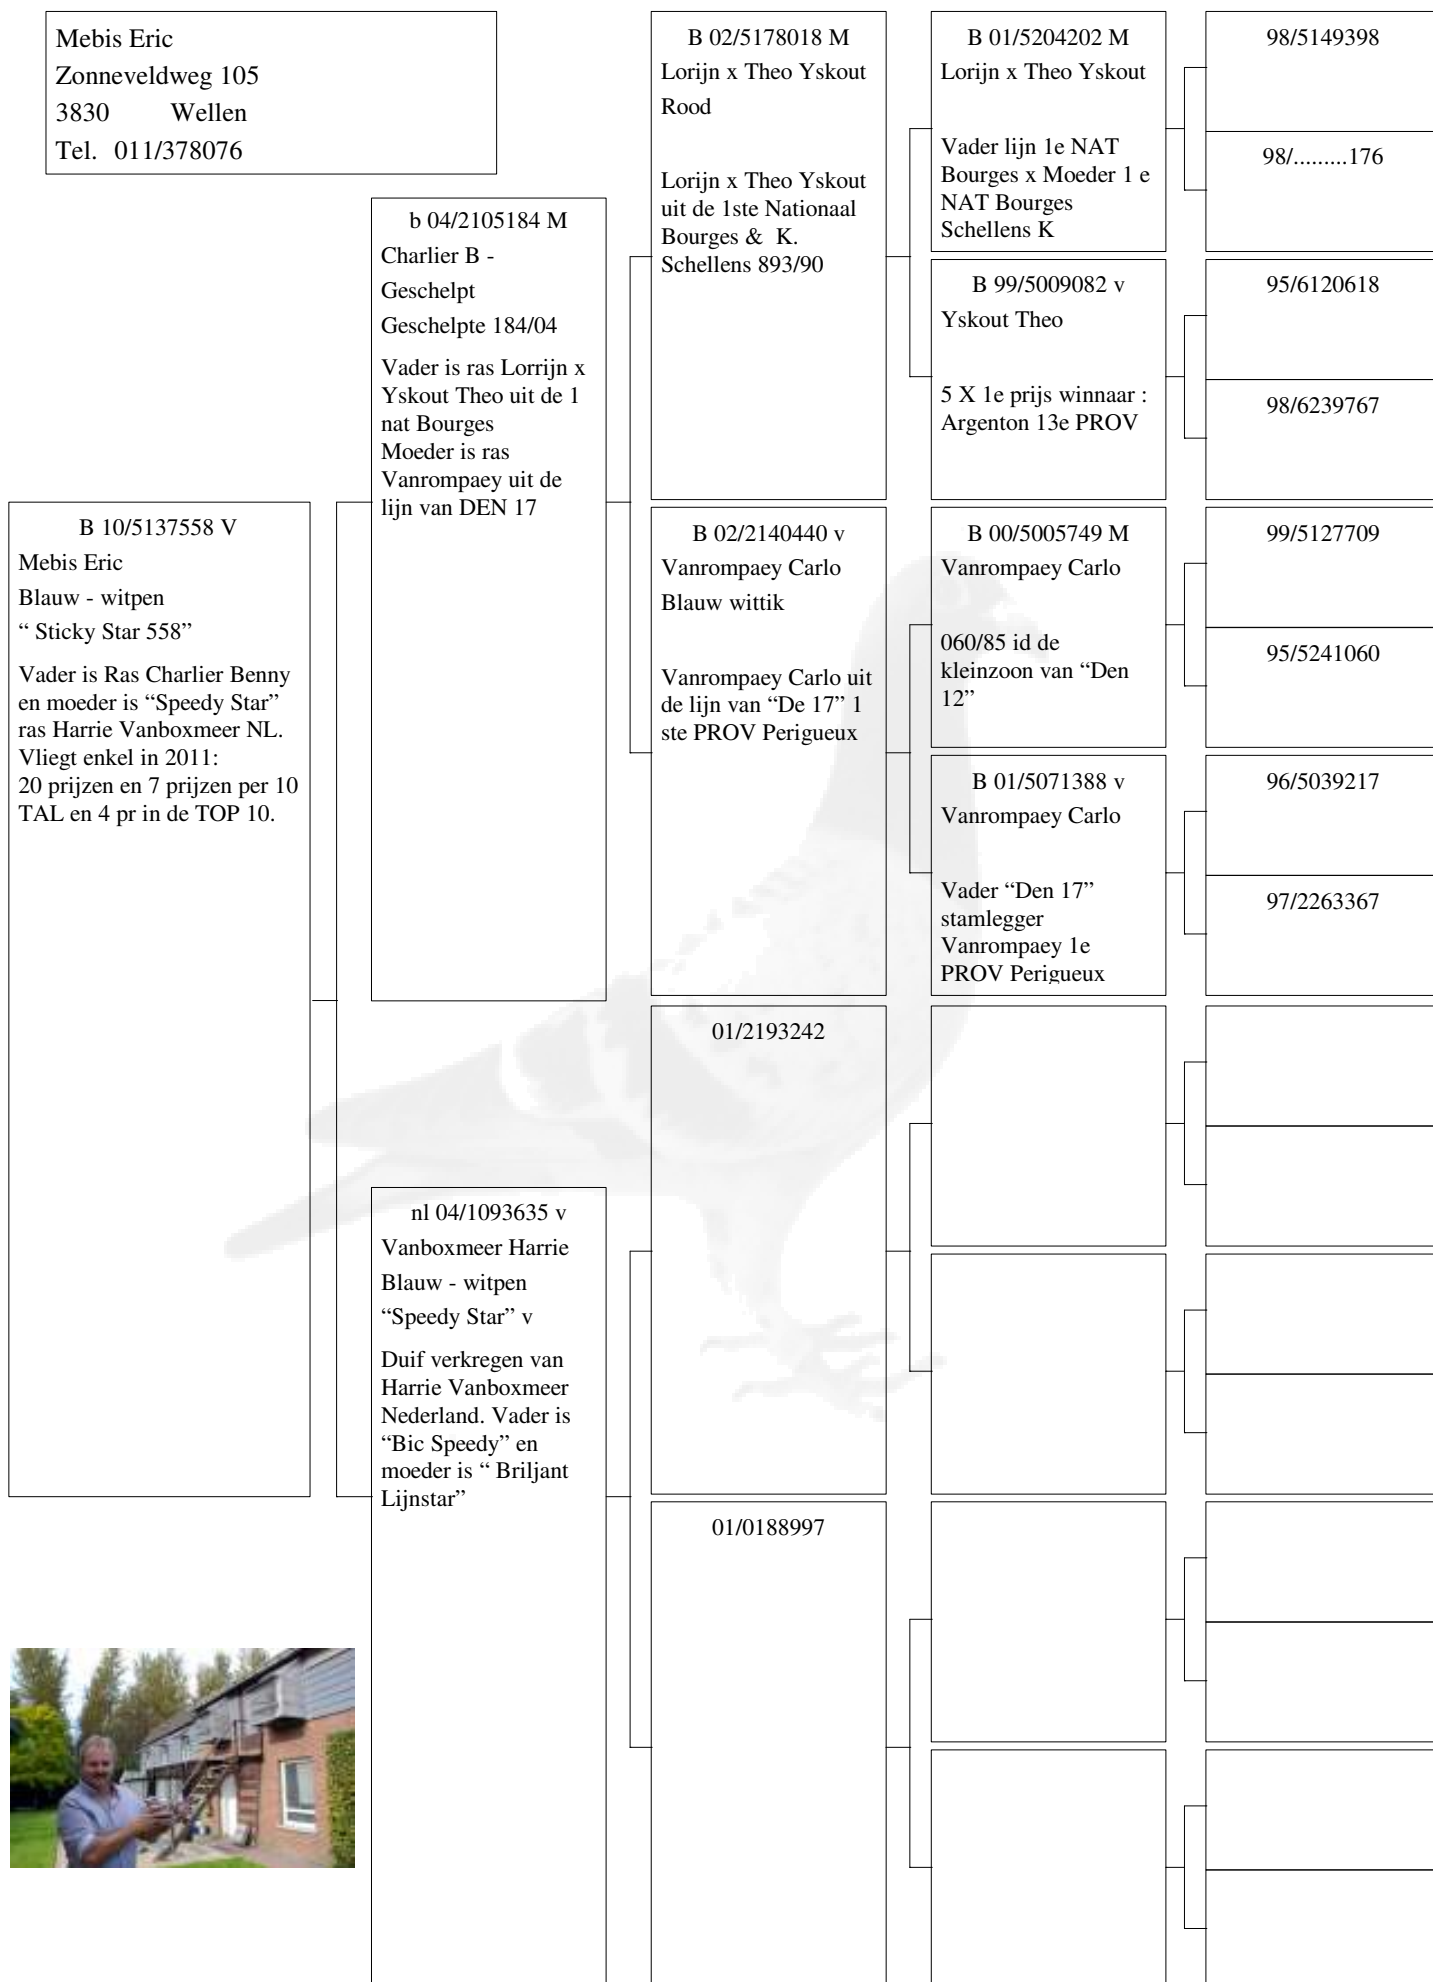 Mebis Eric
Zonneveldweg 105
3830 Wellen
Tel. 011/378076
B 10/5137558 V
Mebis Eric
Blauw - witpen
“ Sticky Star 558”
Vader is Ras Charlier Benny
en moeder is “Speedy Star”
ras Harrie Vanboxmeer NL.
Vliegt enkel in 2011:
20 prijzen en 7 prijzen per 10
TAL en 4 pr in de TOP 10.
b 04/2105184 M
Charlier B -
Geschelpt
Geschelpte 184/04
Vader is ras Lorrijn x
Yskout Theo uit de 1
nat Bourges
Moeder is ras
Vanrompaey uit de
lijn van DEN 17
nl 04/1093635 v
Vanboxmeer Harrie
Blauw - witpen
“Speedy Star” v
Duif verkregen van
Harrie Vanboxmeer
Nederland. Vader is
“Bic Speedy” en
moeder is “ Briljant
Lijnstar”
B 02/5178018 M
Lorijn x Theo Yskout
Rood
Lorijn x Theo Yskout
uit de 1ste Nationaal
Bourges & K.
Schellens 893/90
B 02/2140440 v
Vanrompaey Carlo
Blauw wittik
Vanrompaey Carlo uit
de lijn van “De 17” 1
ste PROV Perigueux
01/2193242
01/0188997
B 01/5204202 M
Lorijn x Theo Yskout
Vader lijn 1e NAT
Bourges x Moeder 1 e
NAT Bourges
Schellens K
B 99/5009082 v
Yskout Theo
5 X 1e prijs winnaar :
Argenton 13e PROV
B 00/5005749 M
Vanrompaey Carlo
060/85 id de
kleinzoon van “Den
12”
B 01/5071388 v
Vanrompaey Carlo
Vader “Den 17”
stamlegger
Vanrompaey 1e
PROV Perigueux
98/5149398
98/.........176
95/6120618
98/6239767
99/5127709
95/5241060
96/5039217
97/2263367